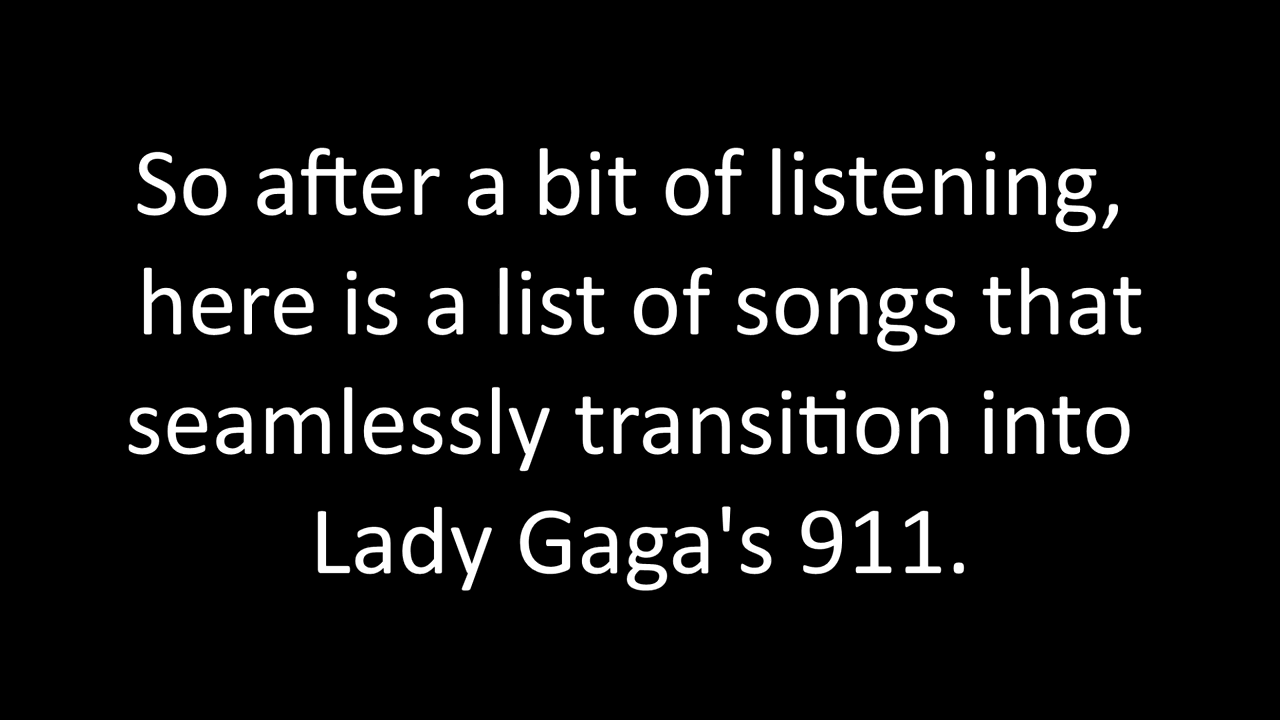 So after a bit of listening,
here is a list of songs that
seamlessly transition into
Lady Gaga's 911.